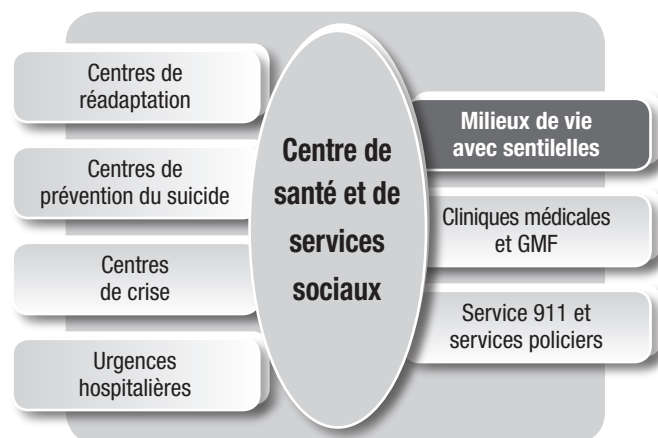 Centres de
réadaptation
Centres de
prévention du suicide
Centres
de crise
Urgences
hospitalières
Centre de
santé et de
services
sociaux
Milieux de vie
avec sentilelles
Cliniques médicales
et GMF
Service 911 et
services policiers